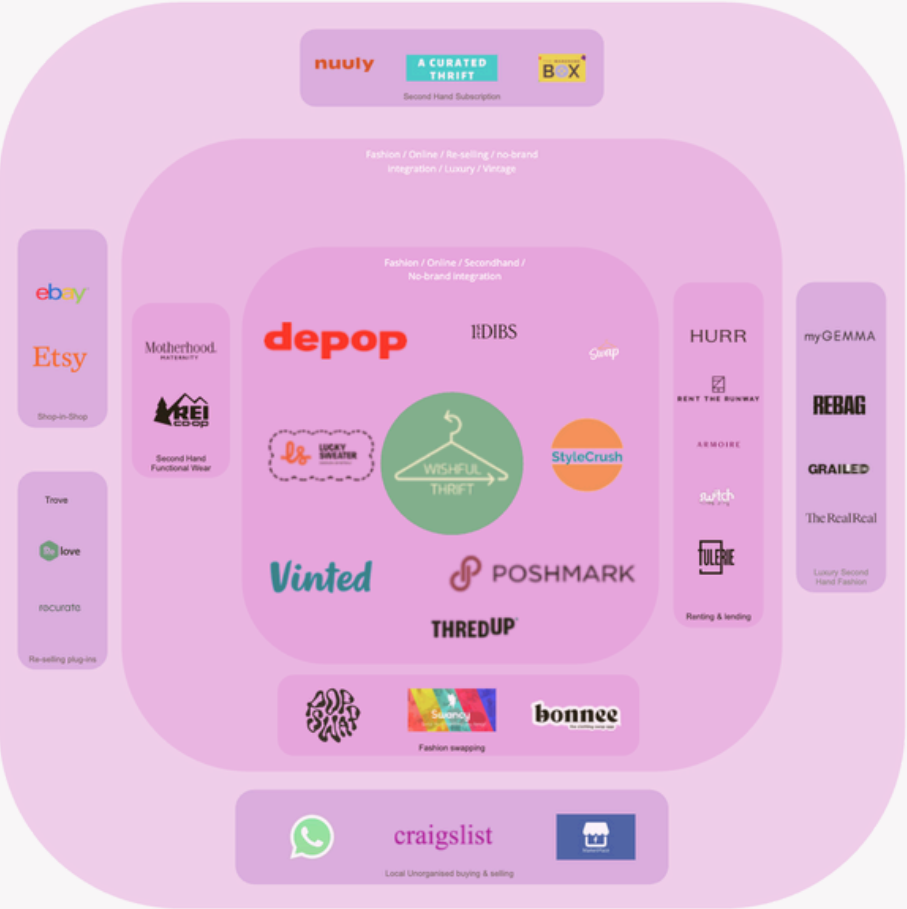 nuuly
A CURATED
THRIFT
BOX
Second Hand Subscription
Fashion / Online / Re-selling / no-brand
integration / Luxury / Vintage
Fashion / Online / Secondhand /
No-brand integration
ebay
Etsy
Shop-in-Shop
Trove
love
recurate
Re-selling plug-ins
Motherhood
MATERNITY
REI
co-op
Second Hand
Functional Wear
depop
1STDIBS
Swap
LUCKY
SWEATER
WISHFUL
THRIFT
StyleCrush
Vinted
POSHMARK
THREDUP
HURR
RENT THE RUNWAY
ARMOIRE
switch
TULERIE
Renting & lending
myGEMMA
REBAG
GRAILED
The RealReal
Luxury Second
Hand Fashion
POP
SWAP
Swancy
bonnee
Fashion swapping
craigslist
Local Unorganised buying & selling